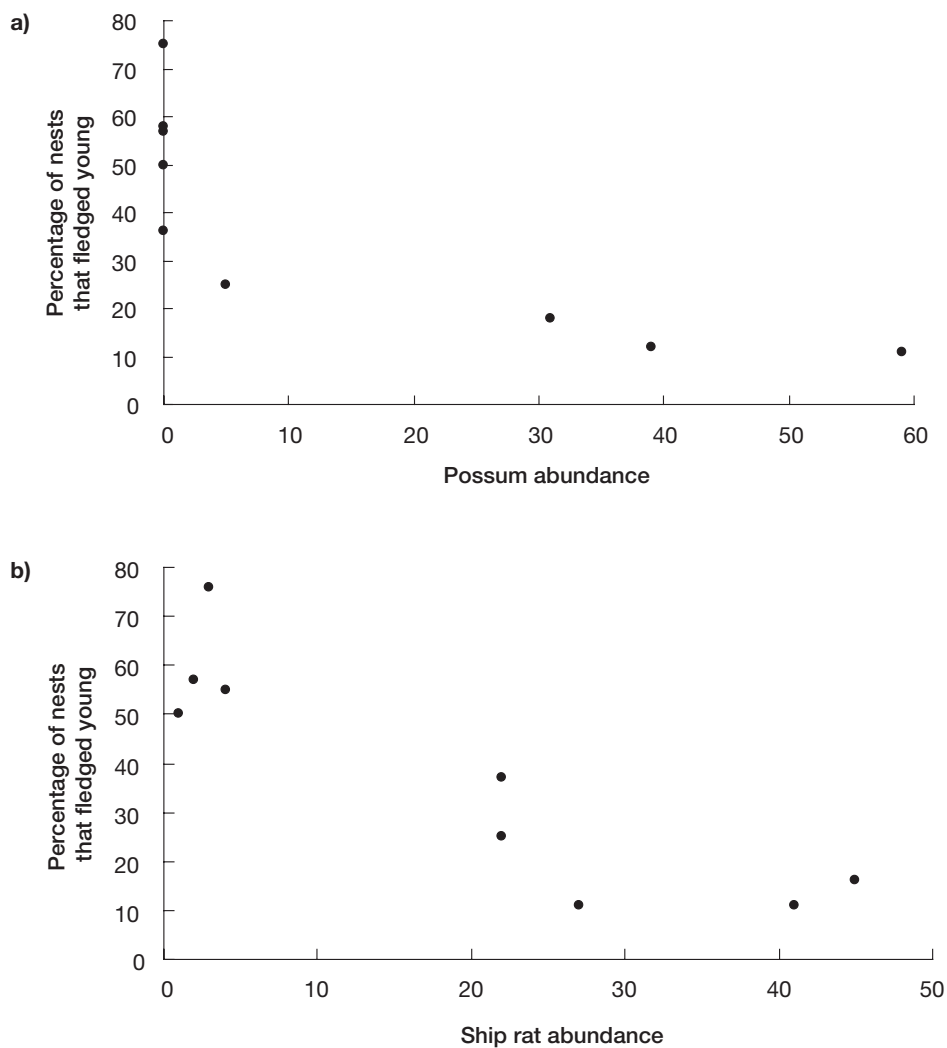 a)
80
70
60
50
40
30
20
10
0
Percentage of nests
that fledged young
0 10 20 30 40 50 60
Possum abundance
b)
80
70
60
50
40
30
20
10
0
Percentage of nests
that fledged young
0 10 20 30 40 50
Ship rat abundance